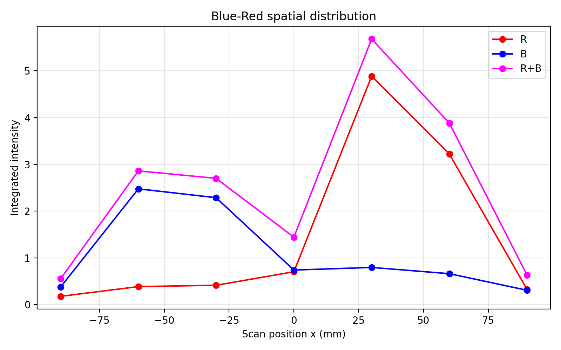 Blue-Red spatial distribution
R
B
R+B
Integrated intensity
5
4
3
2
1
0
−75
−50
−25
0
25
50
75
Scan position x (mm)